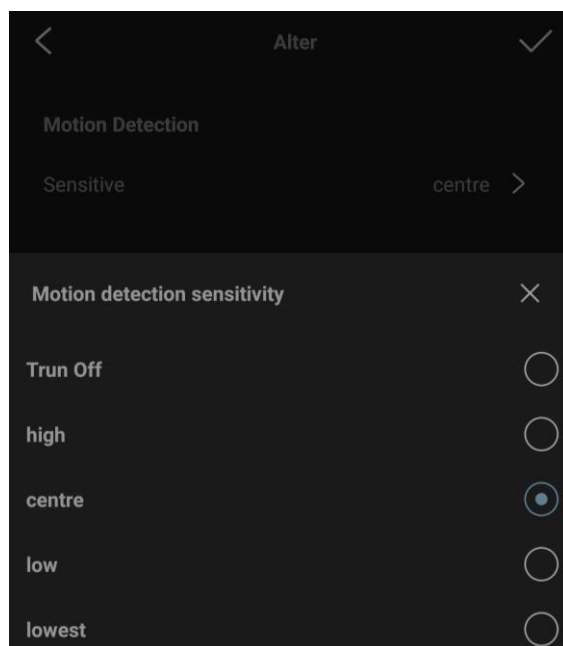 Alter
Motion Detection
Sensitive centre
Motion detection sensitivity
Trun Off
high
centre
low
lowest